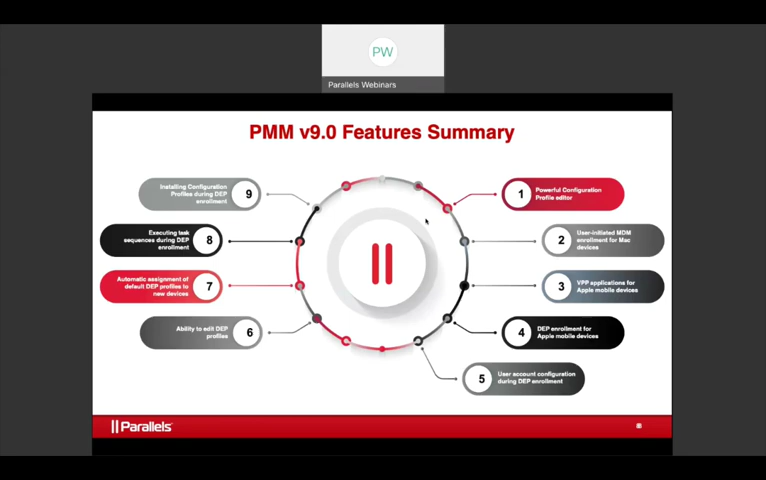 PW
Parallels Webinars
PMM v9.0 Features Summary
1
Powerful Configuration
Profile editor
2
User-initiated MDM
enrollment for Mac
devices
3
VPP applications for
Apple mobile devices
4
DEP enrollment for
Apple mobile devices
5
User account configuration
during DEP enrollment
6
Ability to edit DEP
profiles
7
Automatic assignment of
default DEP profiles to
new devices
8
Executing task
sequences during DEP
enrollment
9
Installing Configuration
Profiles during DEP
enrollment
Parallels